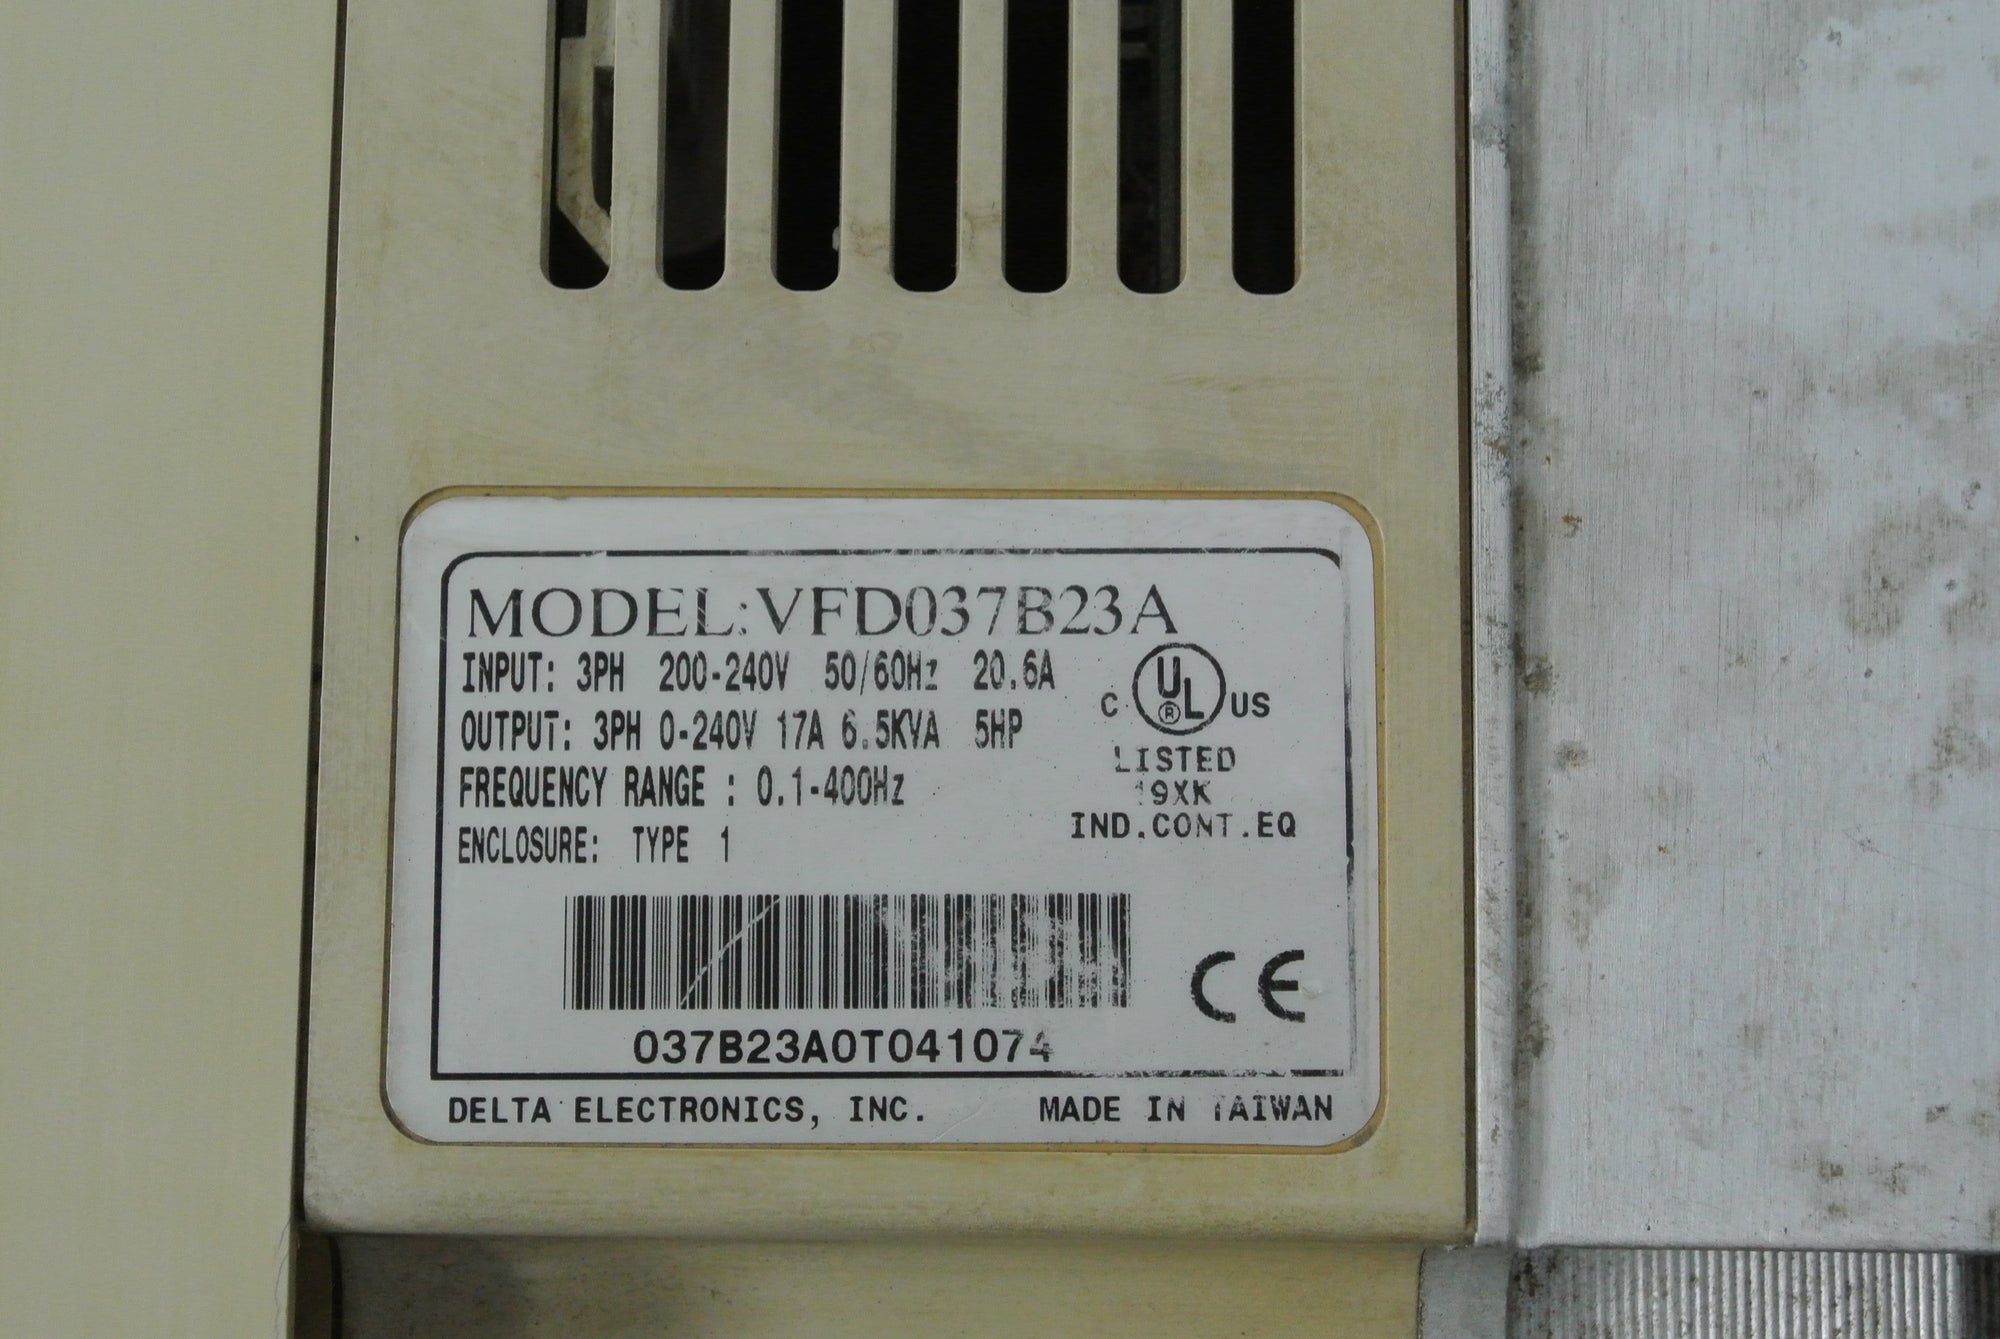 MODEL:VFD037B23A
INPUT: 3PH 200-240V 50/60Hz 20.6A
OUTPUT: 3PH 0-240V 17A 6.5KVA 5HP
FREQUENCY RANGE : 0.1-400Hz
ENCLOSURE: TYPE 1
C UL ® US
LISTED
19XK
IND.CONT.EQ
037B23A0T041074
CE
DELTA ELECTRONICS, INC. MADE IN TAIWAN